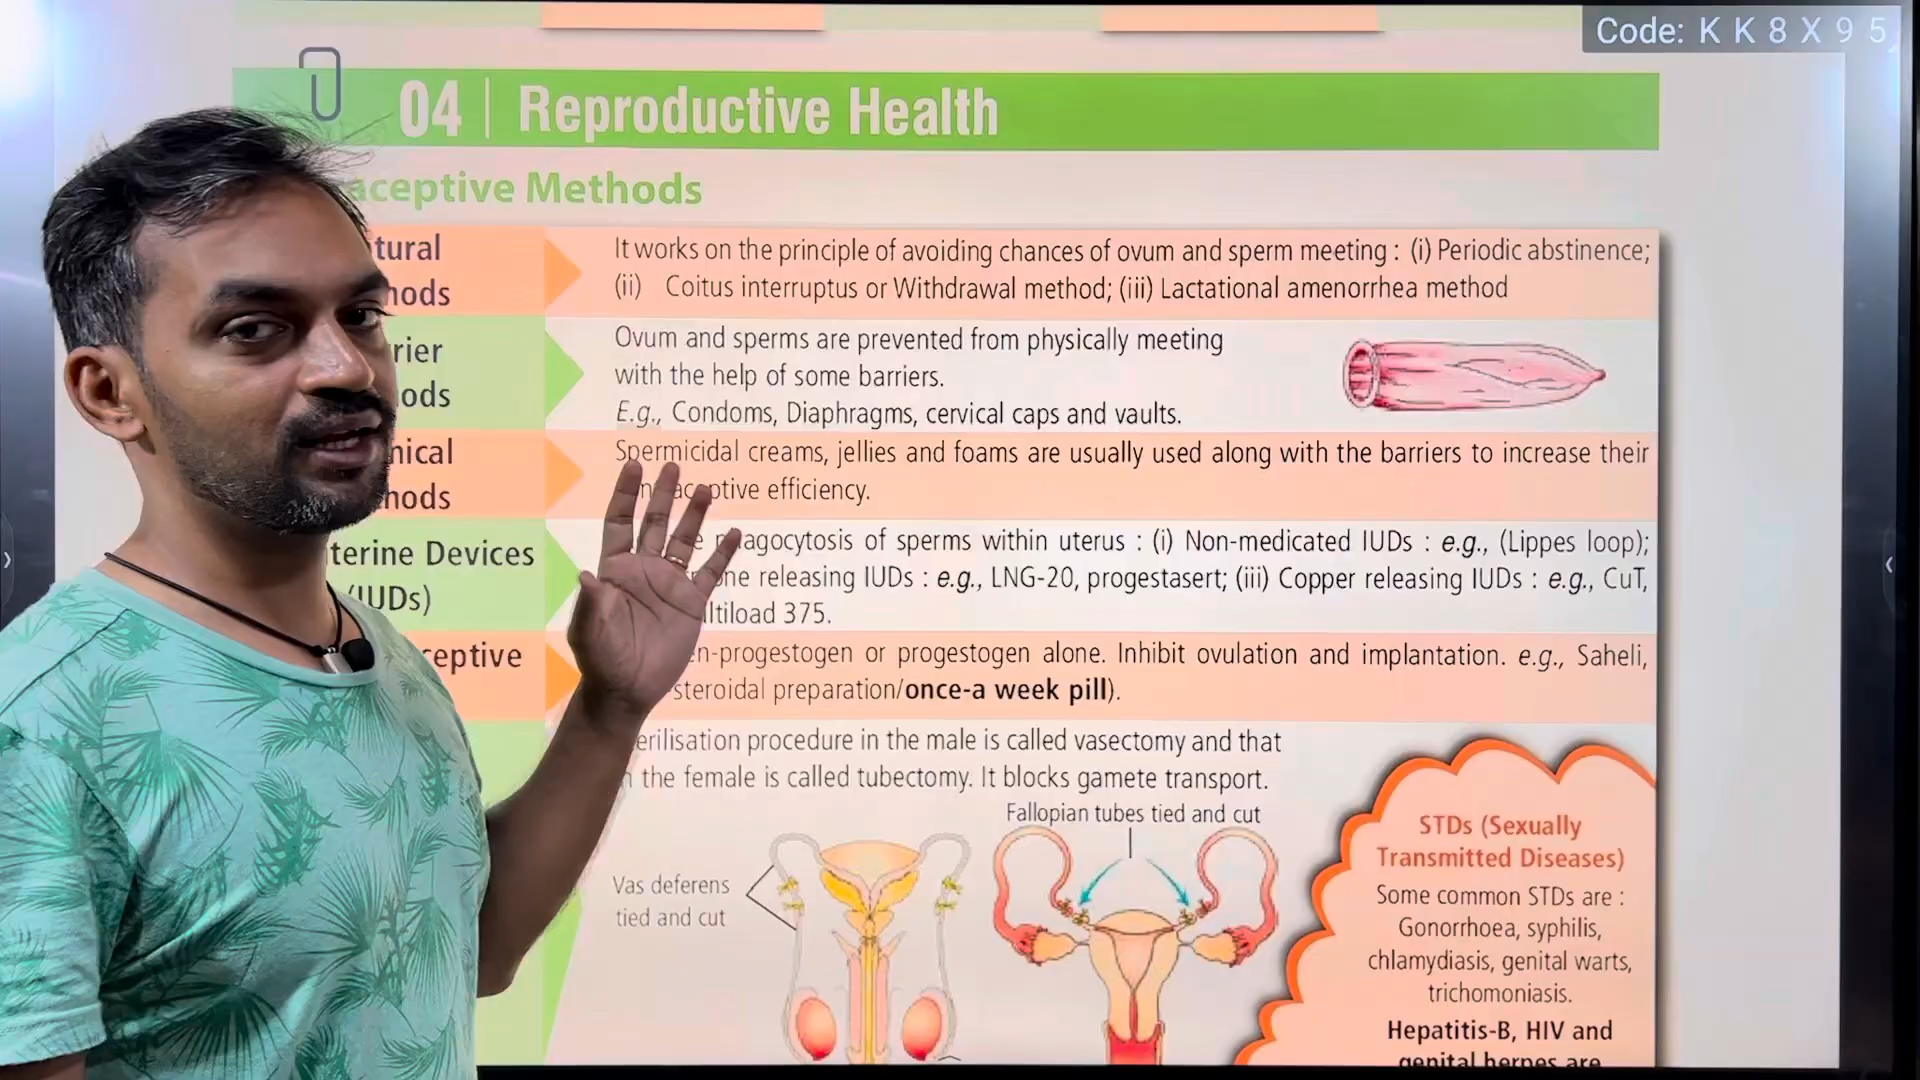 Code: K K 8 X 9 5
04 | Reproductive Health
aceptive Methods
tural
hods
It works on the principle of avoiding chances of ovum and sperm meeting : (i) Periodic abstinence;
(ii) Coitus interruptus or Withdrawal method; (iii) Lactational amenorrhea method
rier
ods
Ovum and sperms are prevented from physically meeting
with the help of some barriers.
E.g., Condoms, Diaphragms, cervical caps and vaults.
nical
hods
Spermicidal creams, jellies and foams are usually used along with the barriers to increase their
ptive efficiency.
terine Devices
(IUDs)
agocytosis of sperms within uterus : (i) Non-medicated IUDs : e.g., (Lippes loop);
ne releasing IUDs : e.g., LNG-20, progestasert; (iii) Copper releasing IUDs : e.g., CuT,
ltiload 375.
ceptive
en-progestogen or progestogen alone. Inhibit ovulation and implantation. e.g., Saheli,
steroidal preparation/once-a week pill).
erilisation procedure in the male is called vasectomy and that
the female is called tubectomy. It blocks gamete transport.
Fallopian tubes tied and cut
Vas deferens
tied and cut
STDs (Sexually
Transmitted Diseases)
Some common STDs are :
Gonorrhoea, syphilis,
chlamydiasis, genital warts,
trichomoniasis.
Hepatitis-B, HIV and
genital herpes are